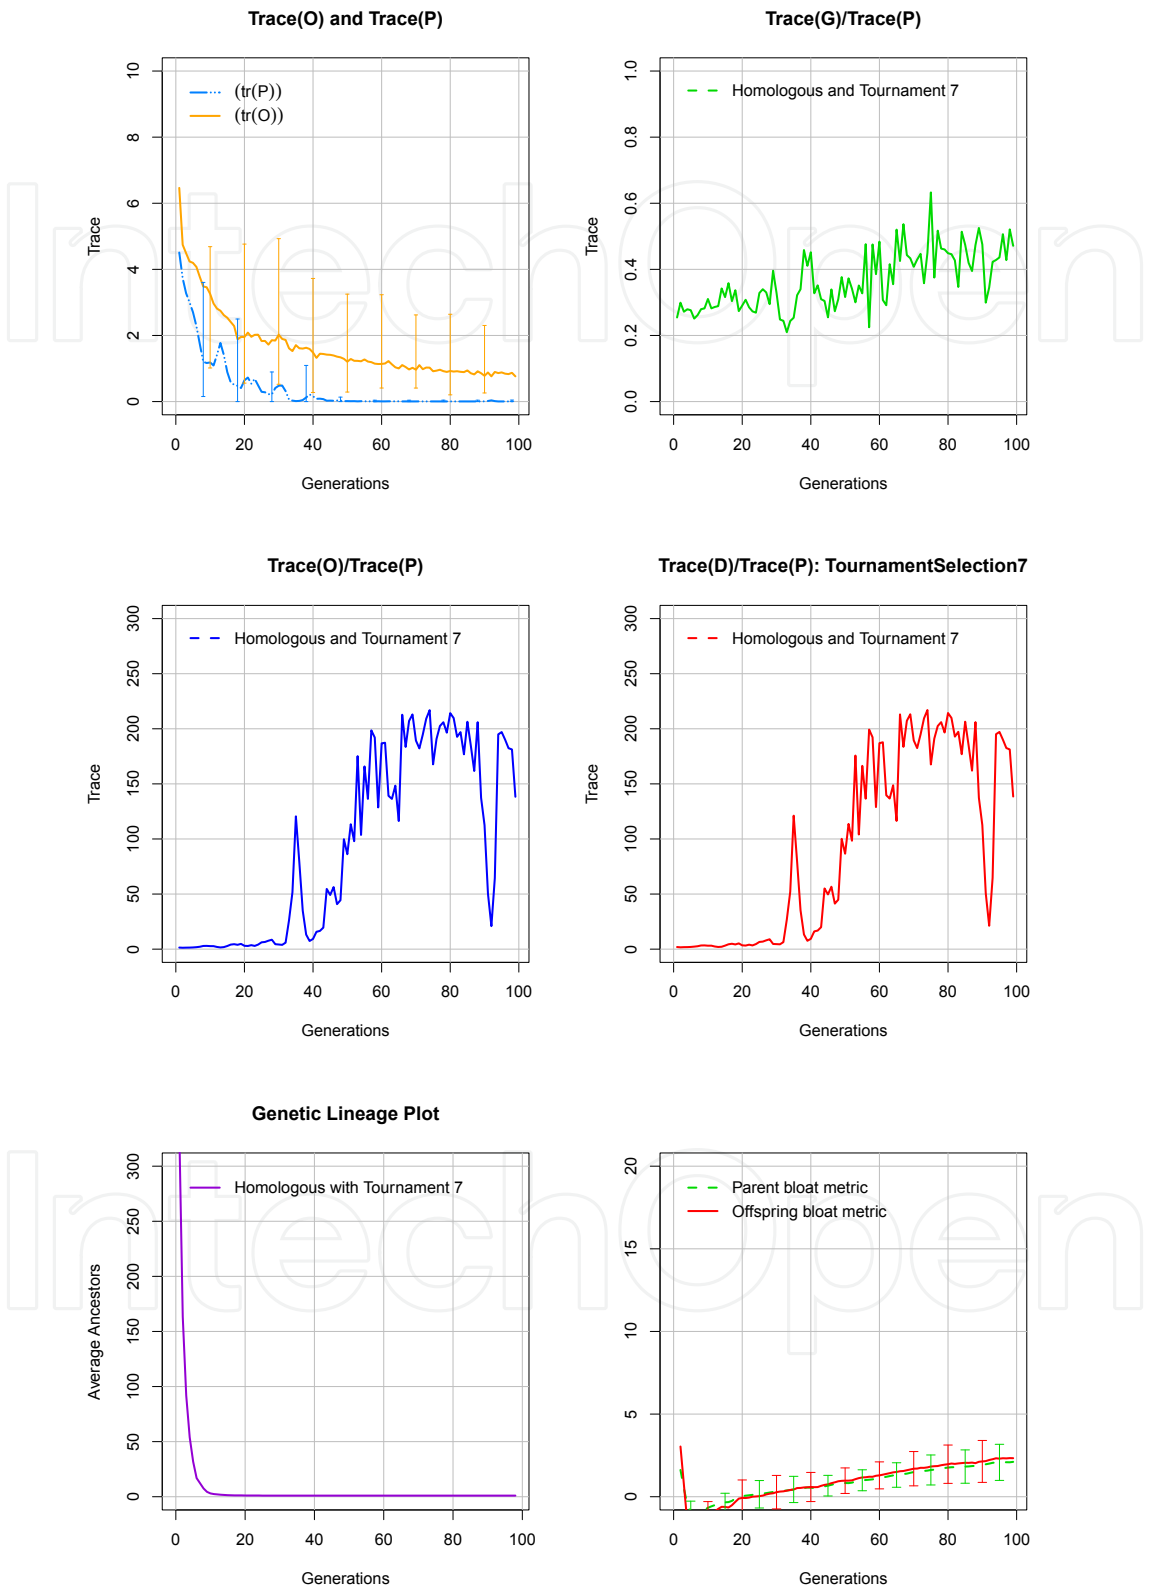 Trace(O) and Trace(P)
Trace(G)/Trace(P)
(tr(P))
(tr(O))
Trace
0 2 4 6 8 10
0 20 40 60 80 100
Generations
Homologous and Tournament 7
Trace
0.0 0.2 0.4 0.6 0.8 1.0
0 20 40 60 80 100
Generations
Trace(O)/Trace(P)
Trace(D)/Trace(P): TournamentSelection7
Homologous and Tournament 7
Trace
0 50 100 150 200 250 300
0 20 40 60 80 100
Generations
Homologous and Tournament 7
Trace
0 50 100 150 200 250 300
0 20 40 60 80 100
Generations
Genetic Lineage Plot
Homologous with Tournament 7
Average Ancestors
0 50 100 150 200 250 300
0 20 40 60 80 100
Generations
Parent bloat metric
Offspring bloat metric
0 5 10 15 20
0 20 40 60 80 100
Generations
IntechOpen
IntechOpen